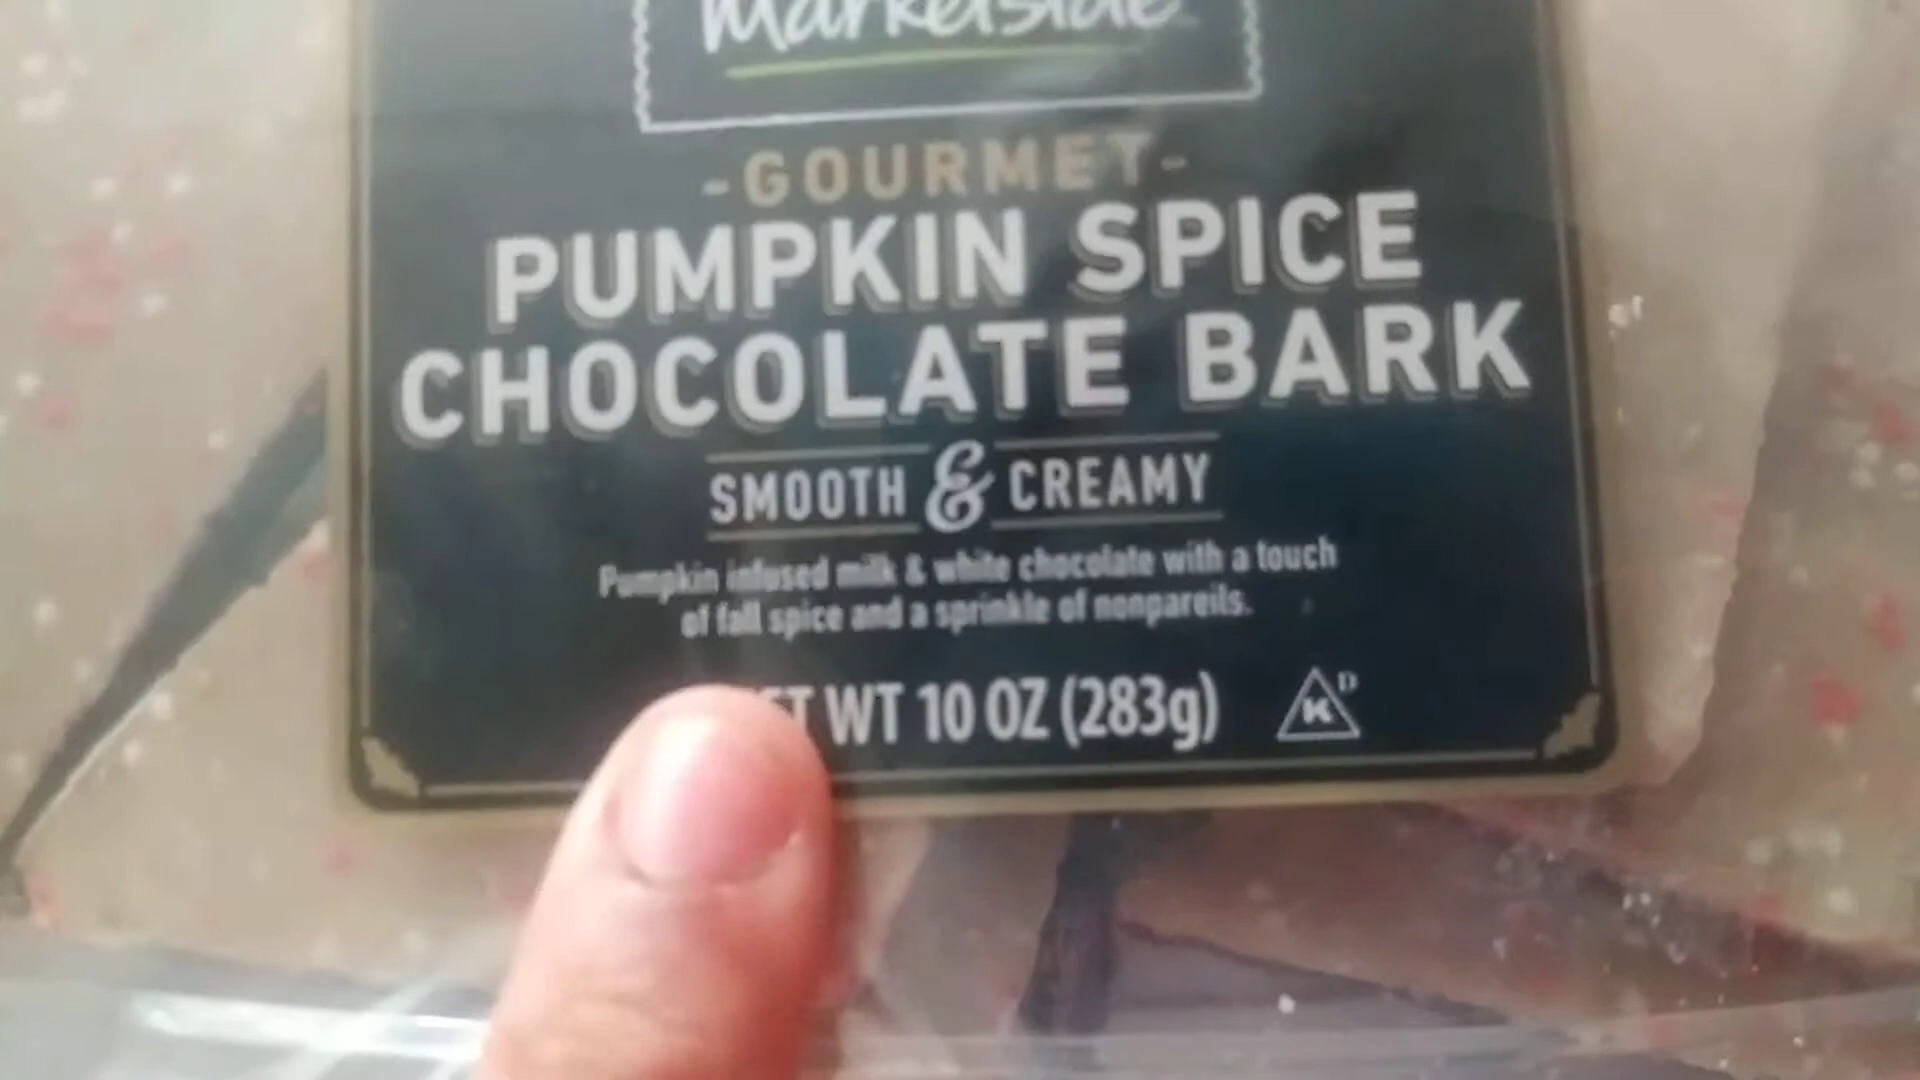 Marketside
-GOURMET-
PUMPKIN SPICE
CHOCOLATE BARK
SMOOTH & CREAMY
Pumpkin infused milk & white chocolate with a touch
of fall spice and a sprinkle of nonpareils.
WT 10 OZ (283g)
K D